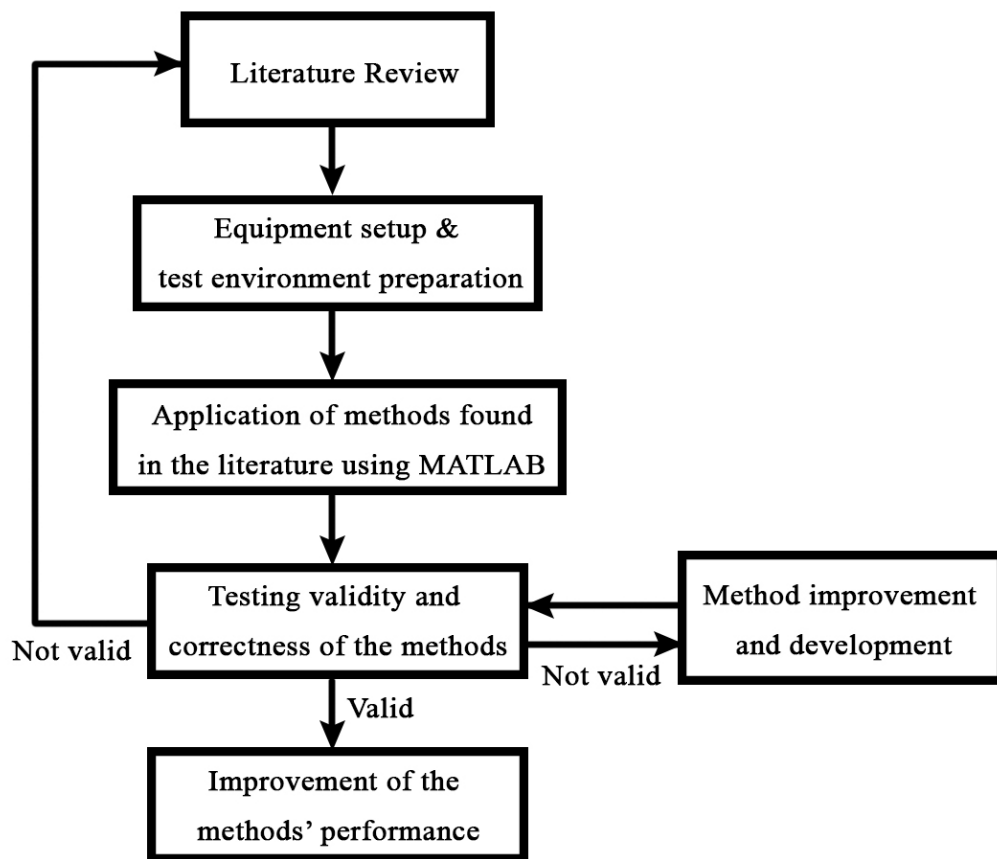 Literature Review
Equipment setup &
test environment preparation
Application of methods found
in the literature using MATLAB
Testing validity and
correctness of the methods
Method improvement
and development
Not valid
Not valid
Valid
Improvement of the
methods’ performance